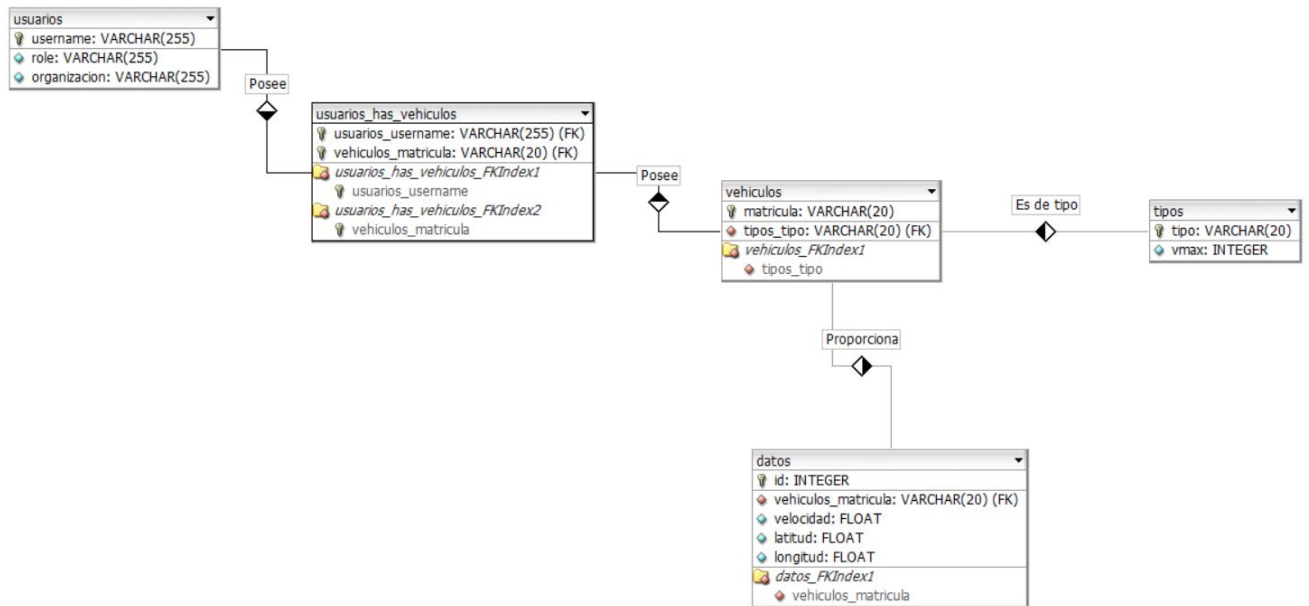 usuarios
username: VARCHAR(255)
role: VARCHAR(255)
organizacion: VARCHAR(255)
Posee
usuarios_has_vehiculos
usuarios_username: VARCHAR(255) (FK)
vehiculos_matricula: VARCHAR(20) (FK)
usuarios_has_vehiculos_FKIndex1
usuarios_username
usuarios_has_vehiculos_FKIndex2
vehiculos_matricula
Posee
vehiculos
matricula: VARCHAR(20)
tipos_tipo: VARCHAR(20) (FK)
vehiculos_FKIndex1
tipos_tipo
Es de tipo
tipos
tipo: VARCHAR(20)
vmax: INTEGER
Proporciona
datos
id: INTEGER
vehiculos_matricula: VARCHAR(20) (FK)
velocidad: FLOAT
latitud: FLOAT
longitud: FLOAT
datos_FKIndex1
vehiculos_matricula